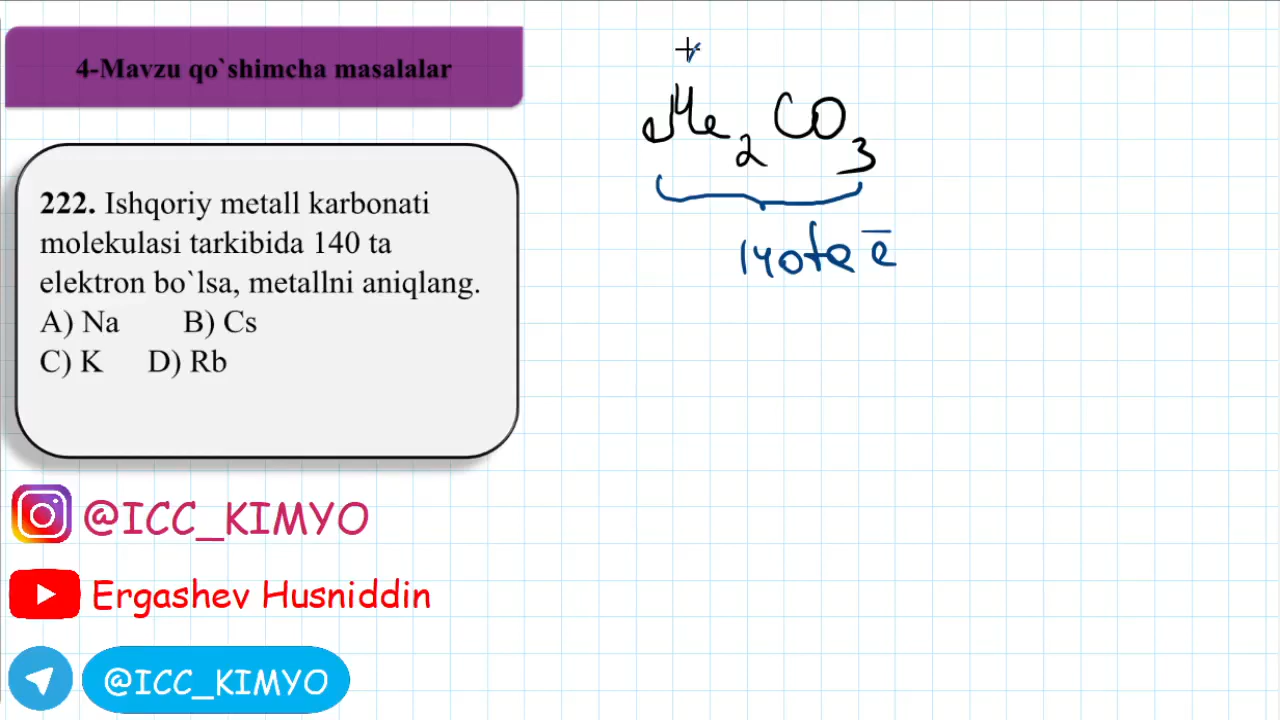 4-Mavzu qo`shimcha masalalar
222. Ishqoriy metall karbonati
molekulasi tarkibida 140 ta
elektron bo`lsa, metallni aniqlang.
A) Na B) Cs
C) K D) Rb
@ICC_KIMYO
Ergashev Husniddin
@ICC_KIMYO
+
Me₂CO₃
140ta e̅